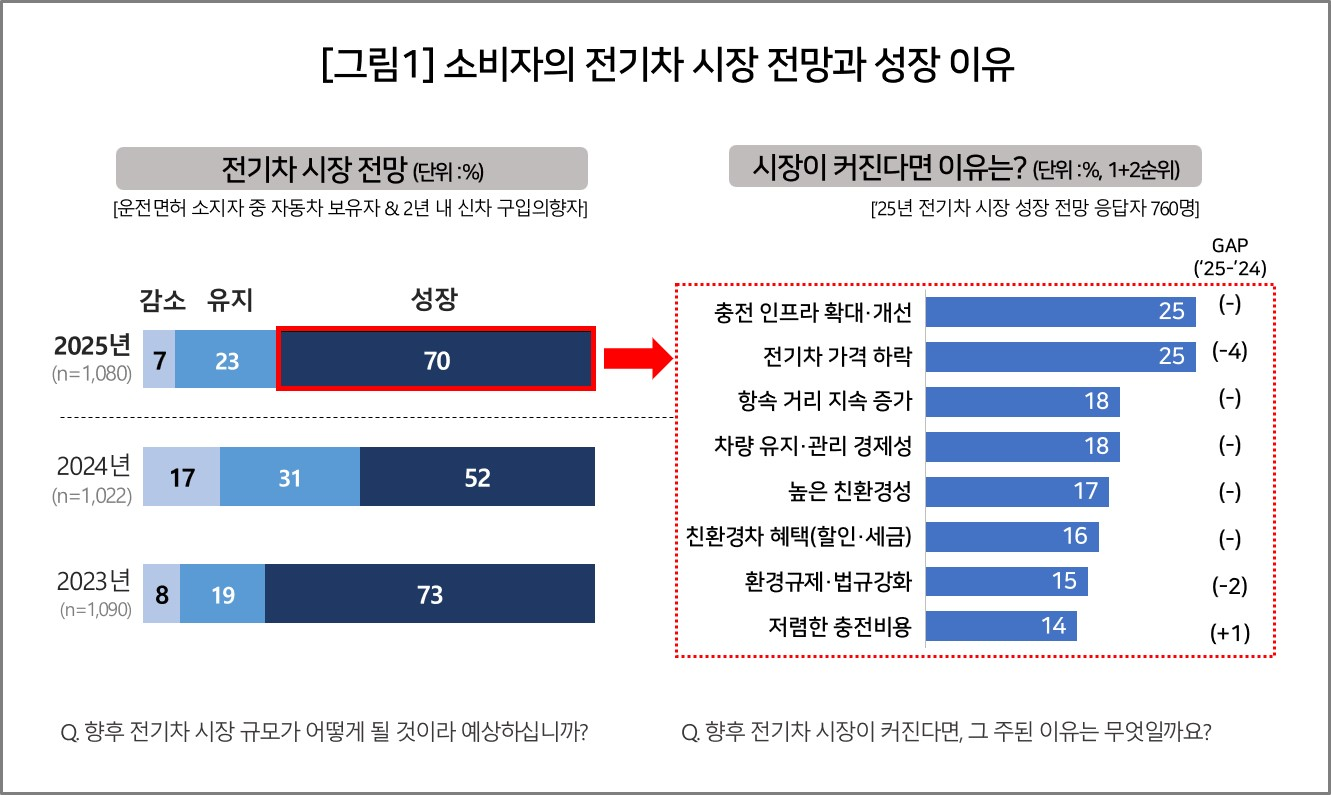 [그림1] 소비자의 전기차 시장 전망과 성장 이유
전기차 시장 전망 (단위 :%)
[운전면허 소지자 중 자동차 보유자 & 2년 내 신차 구입의향자]
감소 유지 성장
2025년 7 23 70
(n=1,080)
2024년 17 31 52
(n=1,022)
2023년 8 19 73
(n=1,090)
Q. 향후 전기차 시장 규모가 어떻게 될 것이라 예상하십니까?
시장이 커진다면 이유는? (단위 :%, 1+2순위)
['25년 전기차 시장 성장 전망 응답자 760명]
GAP
('25-'24)
충전 인프라 확대·개선 25 (-)
전기차 가격 하락 25 (-4)
항속 거리 지속 증가 18 (-)
차량 유지·관리 경제성 18 (-)
높은 친환경성 17 (-)
친환경차 혜택(할인·세금) 16 (-)
환경규제·법규강화 15 (-2)
저렴한 충전비용 14 (+1)
Q. 향후 전기차 시장이 커진다면, 그 주된 이유는 무엇일까요?